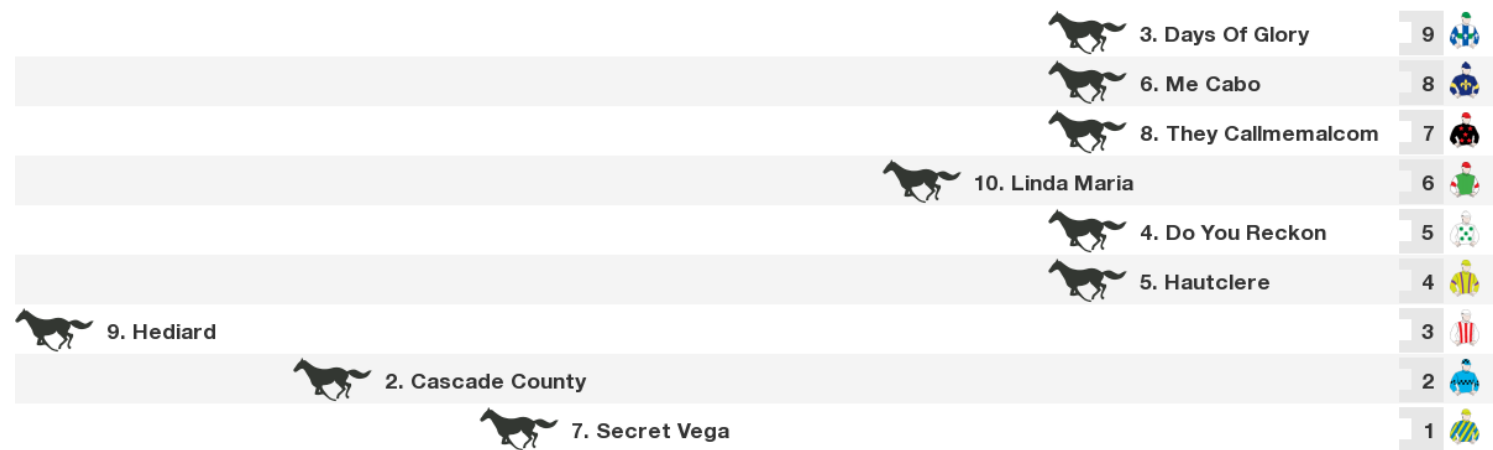 3. Days Of Glory 9
6. Me Cabo 8
8. They Callmemalcom 7
10. Linda Maria 6
4. Do You Reckon 5
5. Hautclere 4
9. Hediard 3
2. Cascade County 2
7. Secret Vega 1